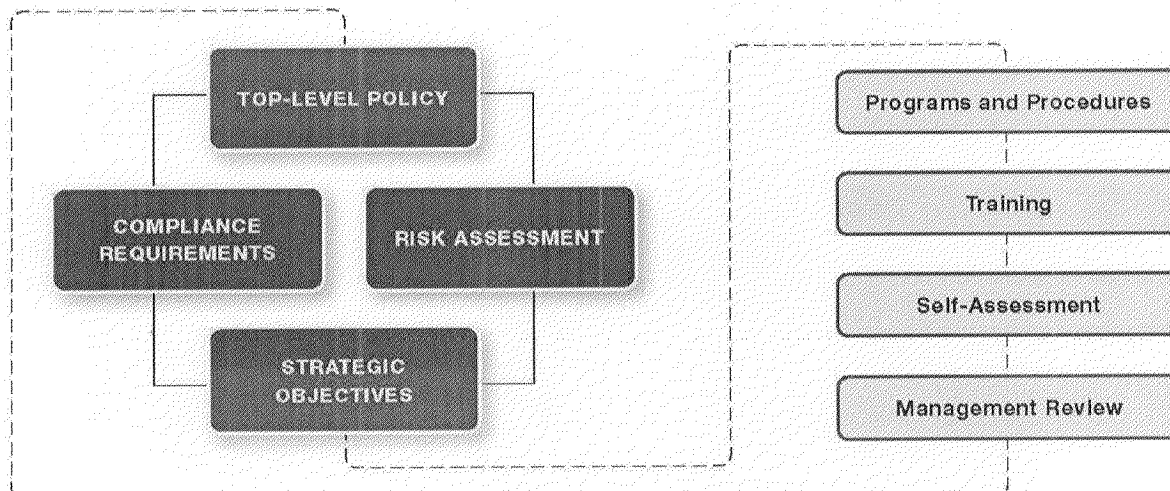 TOP-LEVEL POLICY
COMPLIANCE
REQUIREMENTS
RISK ASSESSMENT
STRATEGIC
OBJECTIVES
Programs and Procedures
Training
Self-Assessment
Management Review